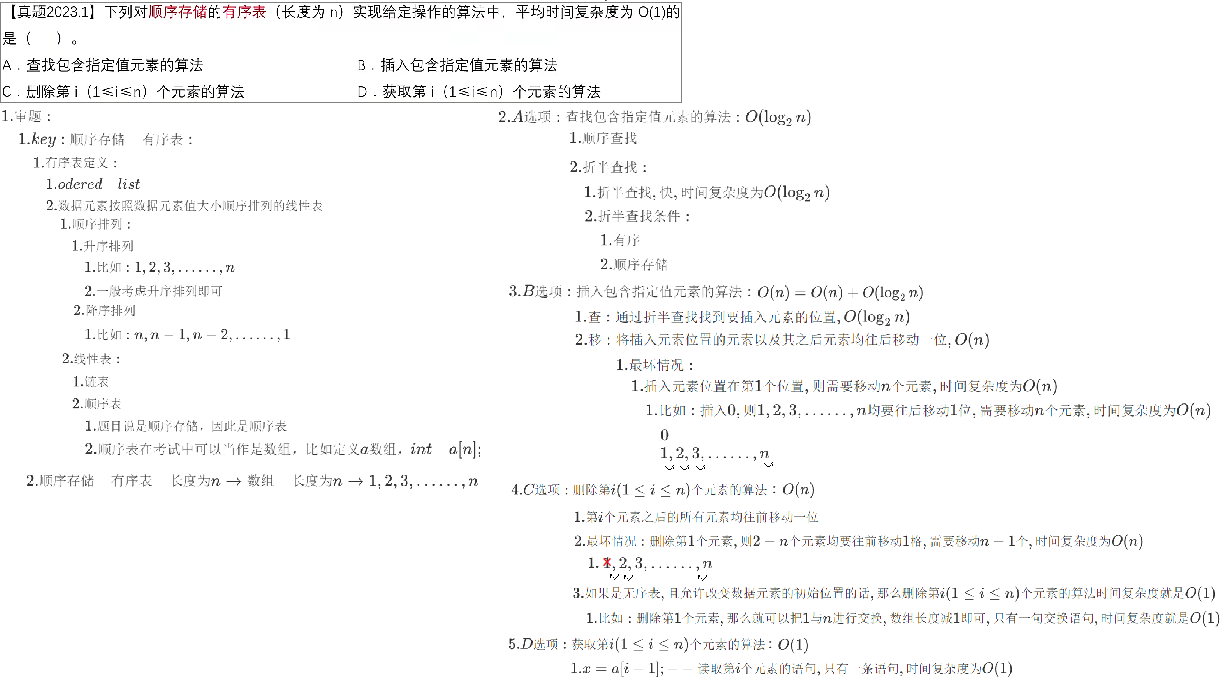 【真题2023.1】下列对顺序存储的有序表（长度为 n）实现给定操作的算法中，平均时间复杂度为 O(1)的
是（  ）。
A．查找包含指定值元素的算法 B．插入包含指定值元素的算法
C．删除第 i（1≤i≤n）个元素的算法 D．获取第 i（1≤i≤n）个元素的算法
1.审题：
1.key：顺序存储 有序表：
1.有序表定义：
1.odered list
2.数据元素按照数据元素值大小顺序排列的线性表
1.顺序排列：
1.升序排列
1.比如：1,2,3,......,n
2.一般考虑升序排列即可
2.降序排列
1.比如：n,n−1,n−2,......,1
2.线性表：
1.链表
2.顺序表
1.题目说是顺序存储，因此是顺序表
2.顺序表在考试中可以当作是数组，比如定义a数组，int a[n];
2.顺序存储 有序表 长度为n→数组 长度为n→1,2,3,......,n
2.A选项：查找包含指定值元素的算法：O(log₂ n)
1.顺序查找
2.折半查找：
1.折半查找,快,时间复杂度为O(log₂ n)
2.折半查找条件：
1.有序
2.顺序存储
3.B选项：插入包含指定值元素的算法：O(n) = O(n) + O(log₂ n)
1.查：通过折半查找找到要插入元素的位置,O(log₂ n)
2.移：将插入元素位置的元素以及其之后元素均往后移动一位,O(n)
1.最坏情况：
1.插入元素位置在第1个位置,则需要移动n个元素,时间复杂度为O(n)
1.比如：插入0,则1,2,3,......,n均要往后移动1位,需要移动n个元素,时间复杂度为O(n)
0
1,2,3,......,n
4.C选项：删除第i(1≤i≤n)个元素的算法：O(n)
1.第i个元素之后的所有元素均往前移动一位
2.最坏情况：删除第1个元素,则2−n个元素均要往前移动1格,需要移动n−1个,时间复杂度为O(n)
1.1,2,3,......,n
3.如果是无序表,且允许改变数据元素的初始位置的话,那么删除第i(1≤i≤n)个元素的算法时间复杂度就是O(1)
1.比如：删除第1个元素,那么就可以把1与n进行交换,数组长度减1即可,只有一句交换语句,时间复杂度就是O(1)
5.D选项：获取第i(1≤i≤n)个元素的算法：O(1)
1.x=a[i−1];−−读取第i个元素的语句,只有一条语句,时间复杂度为O(1)